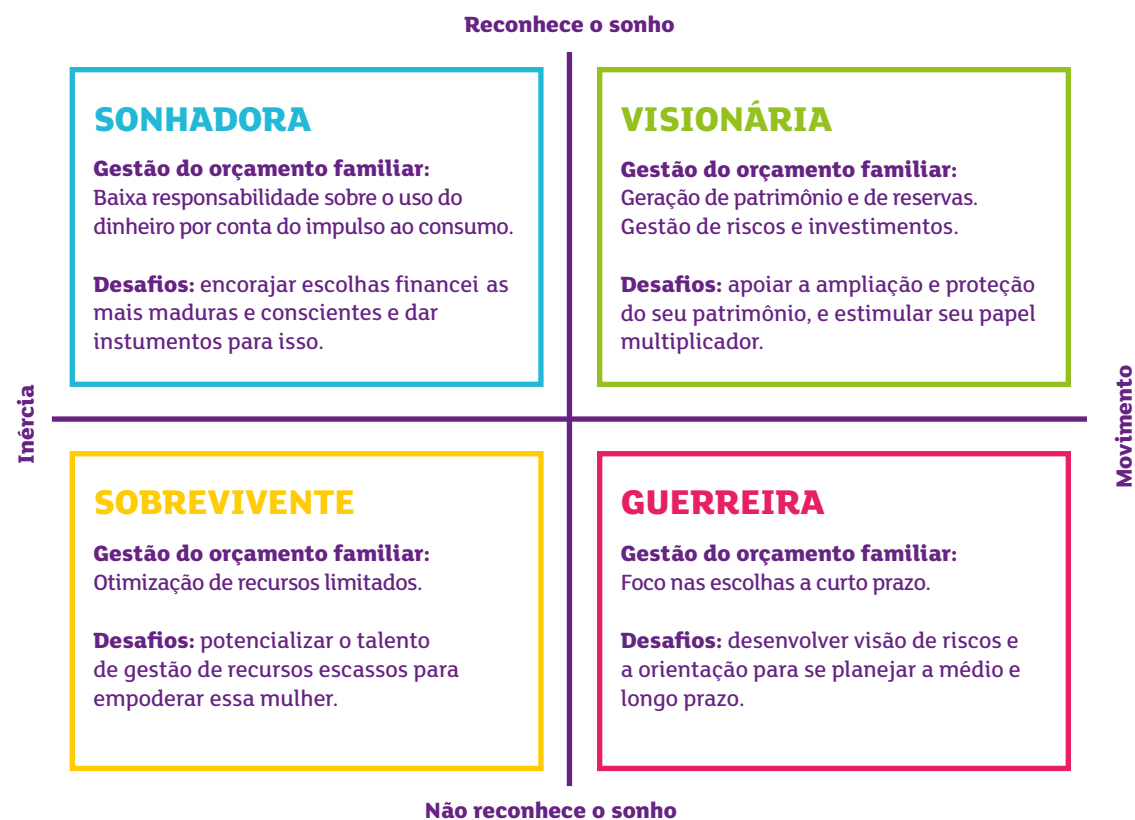 Reconhece o sonho
SONHADORA
Gestão do orçamento familiar:
Baixa responsabilidade sobre o uso do
dinheiro por conta do impulso ao consumo.
Desafios: encorajar escolhas financei as
mais maduras e conscientes e dar
instumentos para isso.
VISIONÁRIA
Gestão do orçamento familiar:
Geração de patrimônio e de reservas.
Gestão de riscos e investimentos.
Desafios: apoiar a ampliação e proteção
do seu patrimônio, e estimular seu papel
multiplicador.
Inércia
Movimento
SOBREVIVENTE
Gestão do orçamento familiar:
Otimização de recursos limitados.
Desafios: potencializar o talento
de gestão de recursos escassos para
empoderar essa mulher.
GUERREIRA
Gestão do orçamento familiar:
Foco nas escolhas a curto prazo.
Desafios: desenvolver visão de riscos e
a orientação para se planejar a médio e
longo prazo.
Não reconhece o sonho